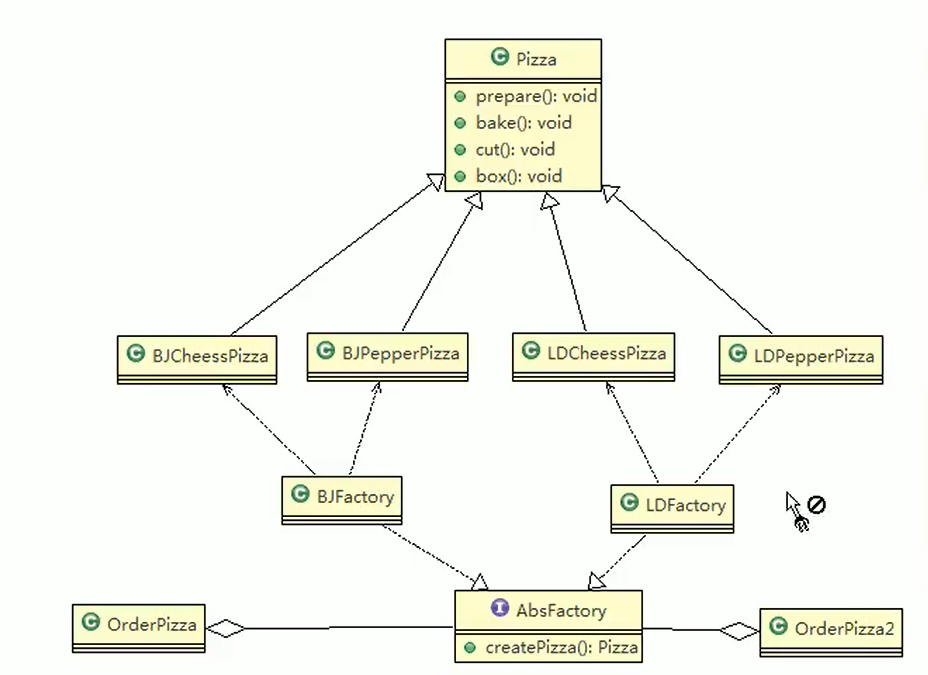 C Pizza
prepare(): void
bake(): void
cut(): void
box(): void
C BJCheessPizza
C BJPepperPizza
C LDCheessPizza
C LDPepperPizza
C BJFactory
C LDFactory
I AbsFactory
createPizza(): Pizza
C OrderPizza
C OrderPizza2